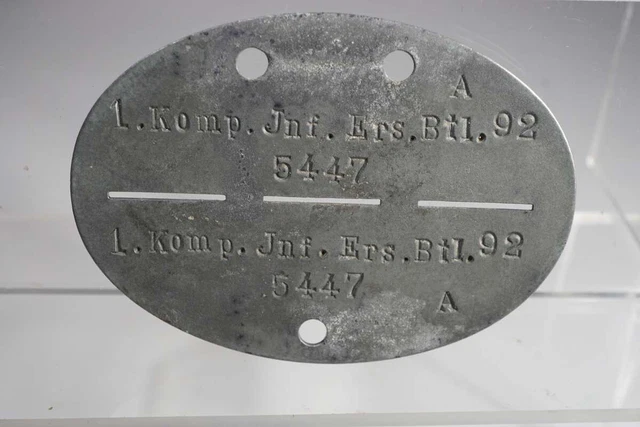 A
1. Komp. Jnf. Ers. Btl. 92
5447
1. Komp. Jnf. Ers. Btl. 92
5447
A